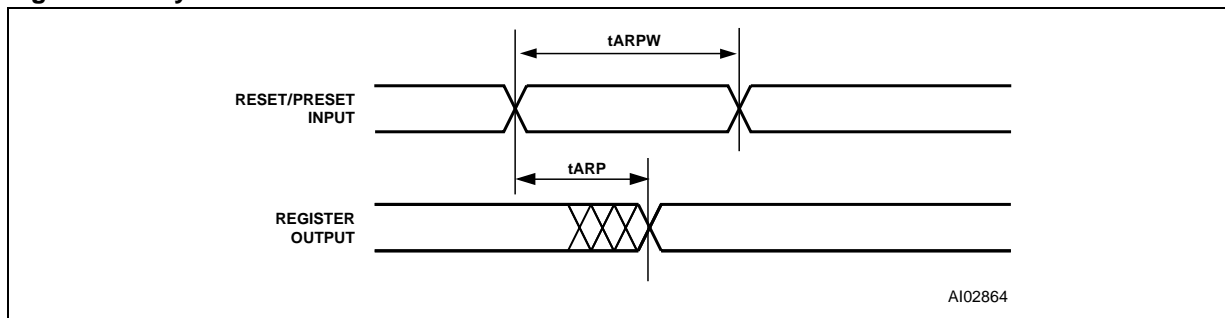 tARPW
RESET/PRESET
INPUT
tARP
REGISTER
OUTPUT
AI02864